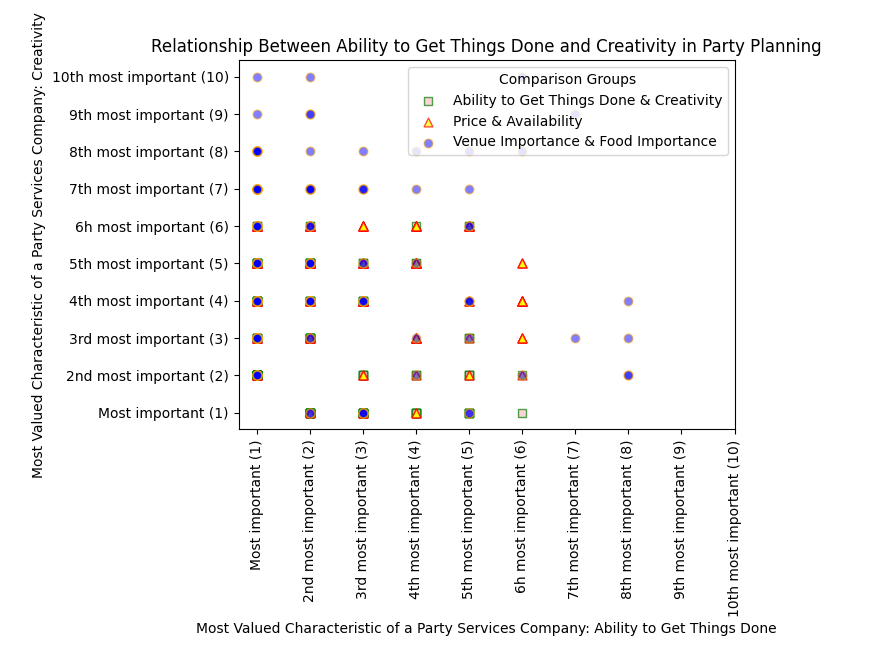 Relationship Between Ability to Get Things Done and Creativity in Party Planning
Most Valued Characteristic of a Party Services Company: Creativity
10th most important (10)
9th most important (9)
8th most important (8)
7th most important (7)
6h most important (6)
5th most important (5)
4th most important (4)
3rd most important (3)
2nd most important (2)
Most important (1)
Comparison Groups
Ability to Get Things Done & Creativity
Price & Availability
Venue Importance & Food Importance
Most important (1)
2nd most important (2)
3rd most important (3)
4th most important (4)
5th most important (5)
6h most important (6)
7th most important (7)
8th most important (8)
9th most important (9)
10th most important (10)
Most Valued Characteristic of a Party Services Company: Ability to Get Things Done